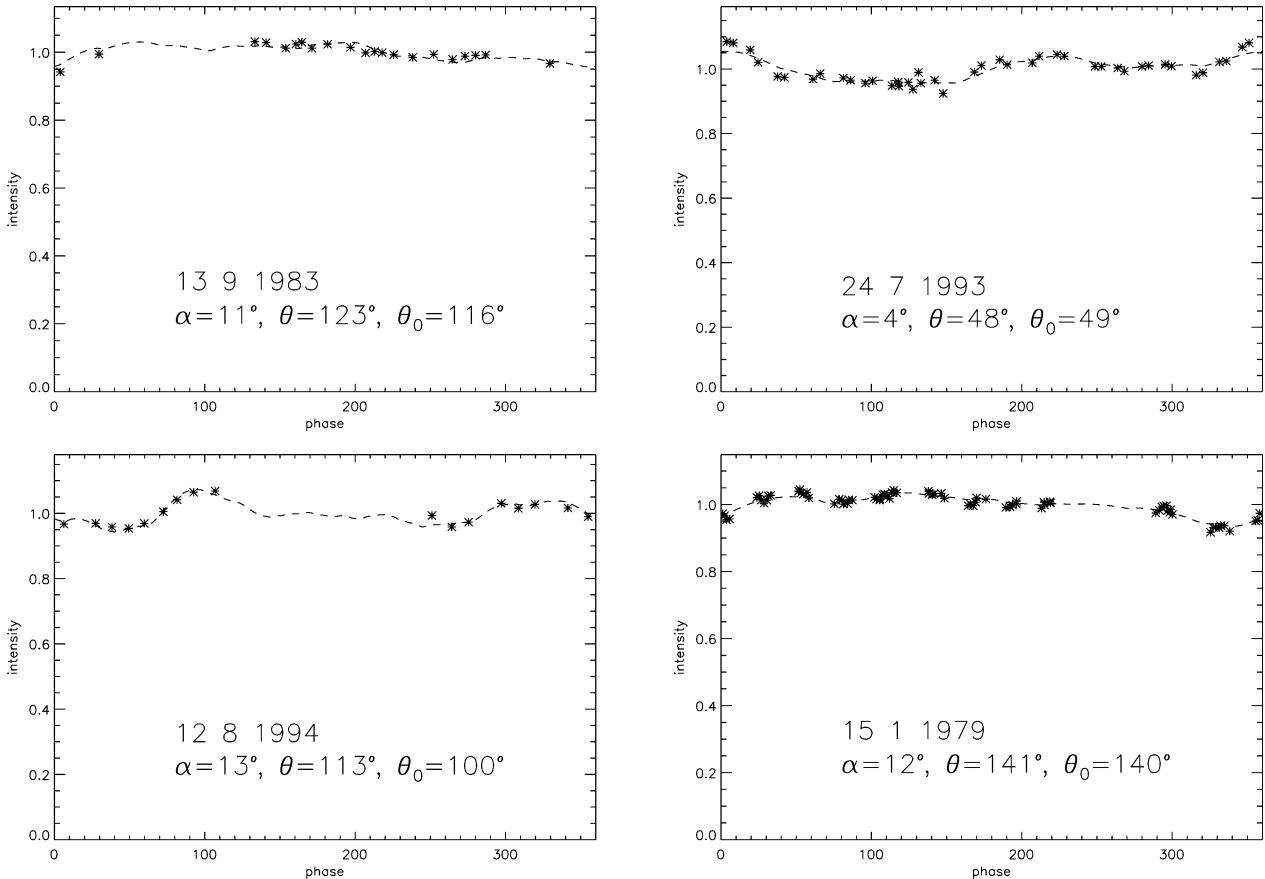 1.0
0.8
0.6
0.4
0.2
0.0
intensity
13 9 1983
α=11°, θ=123°, θ₀=116°
0 100 200 300
phase
1.0
0.8
0.6
0.4
0.2
0.0
intensity
24 7 1993
α=4°, θ=48°, θ₀=49°
0 100 200 300
phase
1.0
0.8
0.6
0.4
0.2
0.0
intensity
12 8 1994
α=13°, θ=113°, θ₀=100°
0 100 200 300
phase
1.0
0.8
0.6
0.4
0.2
0.0
intensity
15 1 1979
α=12°, θ=141°, θ₀=140°
0 100 200 300
phase